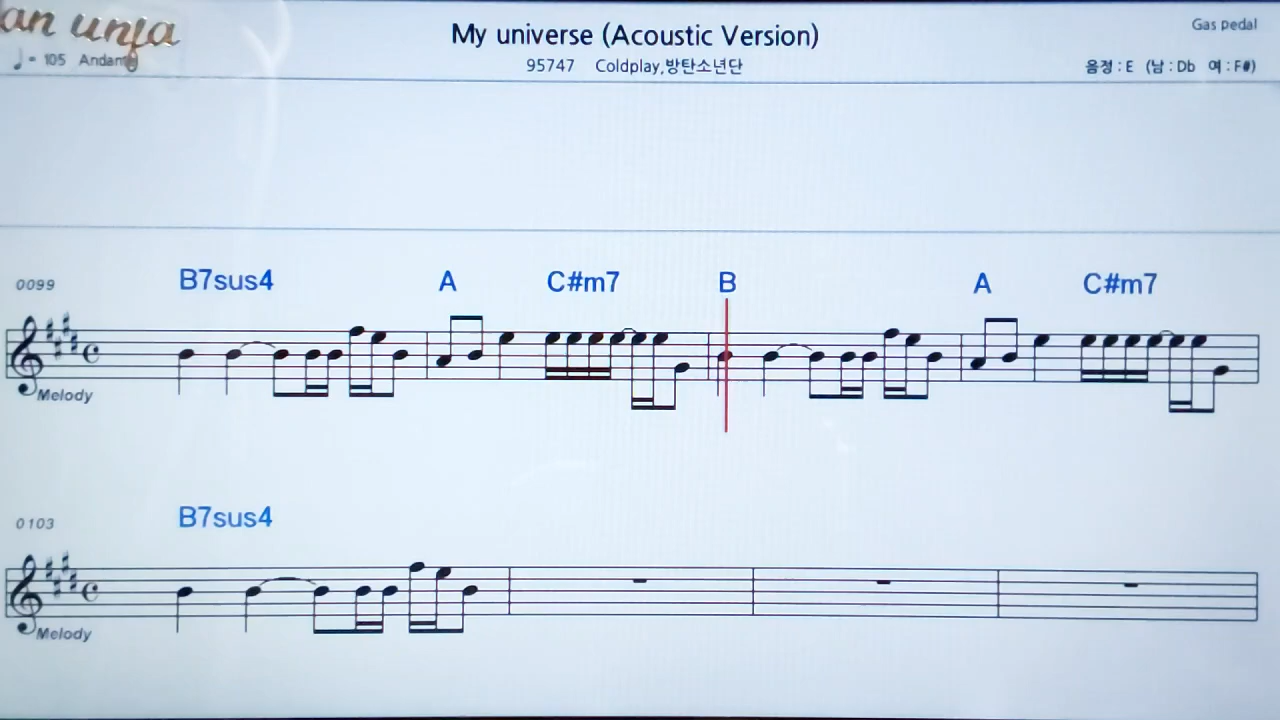 an unfa
My universe (Acoustic Version)
Gas pedal
♩ = 105 Andante
95747 Coldplay,방탄소년단
음정 : E (남 : Db 여 : F#)
0099
B7sus4 A C#m7 B A C#m7
Melody
0103
B7sus4
Melody